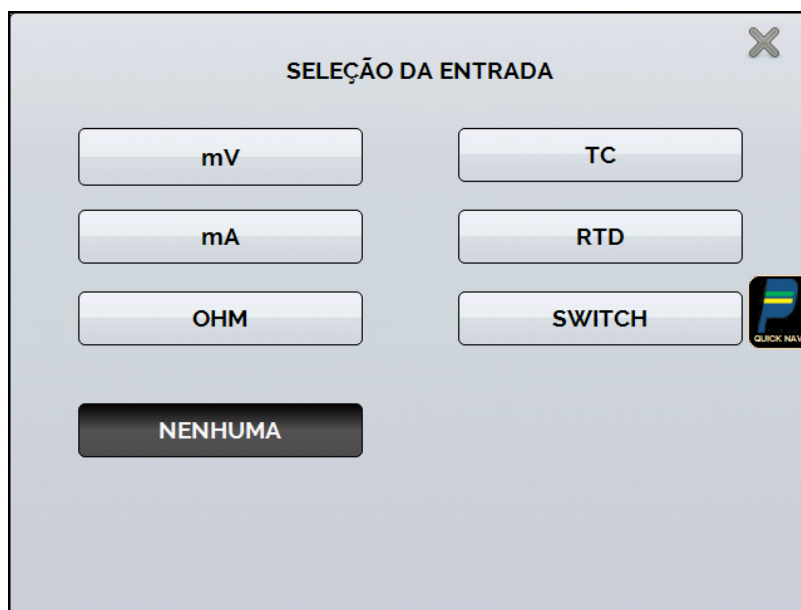 SELEÇÃO DA ENTRADA
mV
TC
mA
RTD
OHM
SWITCH
QUICK NAV
NENHUMA